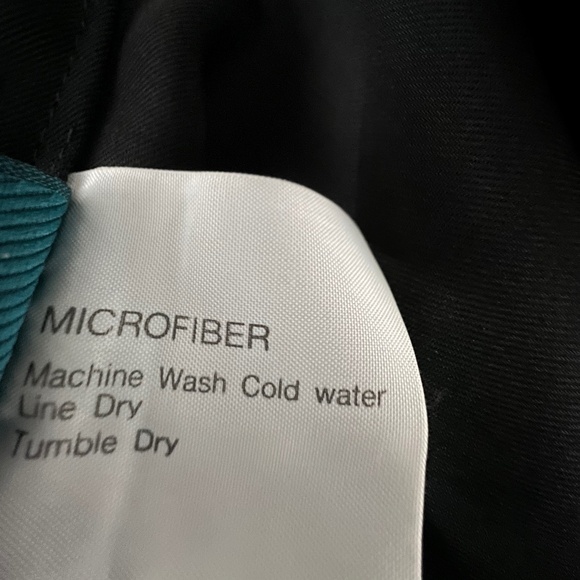 MICROFIBER
Machine Wash Cold water
Line Dry
Tumble Dry